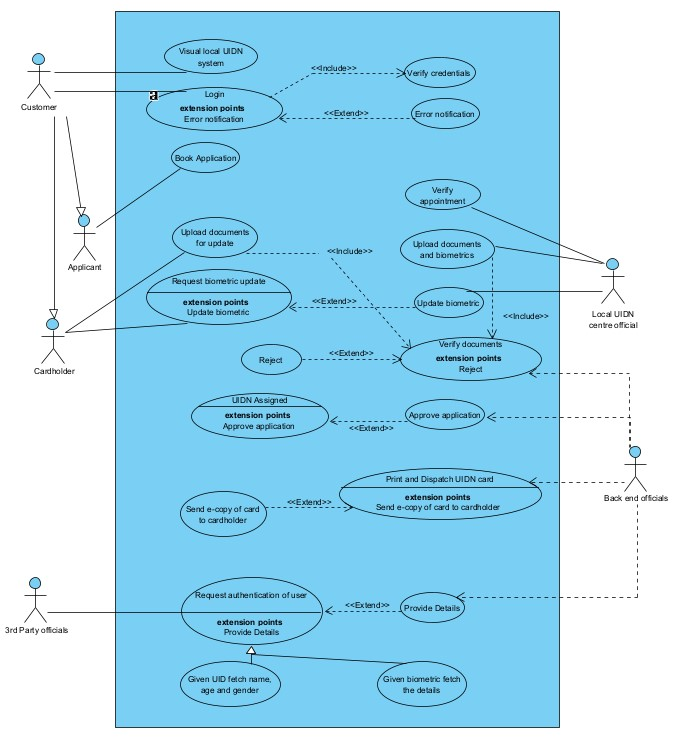 Visual local UIDN
system
<<Include>>
Verify credentials
Customer
a
Login
extension points
Error notification
<<Extend>>
Error notification
Book Application
Verify
appointment
Applicant
Upload documents
for update
<<Include>>
Upload documents
and biometrics
Request biometric update
extension points
Update biometric
<<Extend>>
Update biometric
<<Include>>
Local UIDN
centre official
Cardholder
Reject
<<Extend>>
Verify documents
extension points
Reject
UIDN Assigned
extension points
Approve application
<<Extend>>
Approve application
Print and Dispatch UIDN card
extension points
Send e-copy of card to cardholder
Back end officials
Send e-copy of card
to cardholder
<<Extend>>
3rd Party officials
Request authentication of user
extension points
Provide Details
<<Extend>>
Provide Details
Given UID fetch name,
age and gender
Given biometric fetch
the details